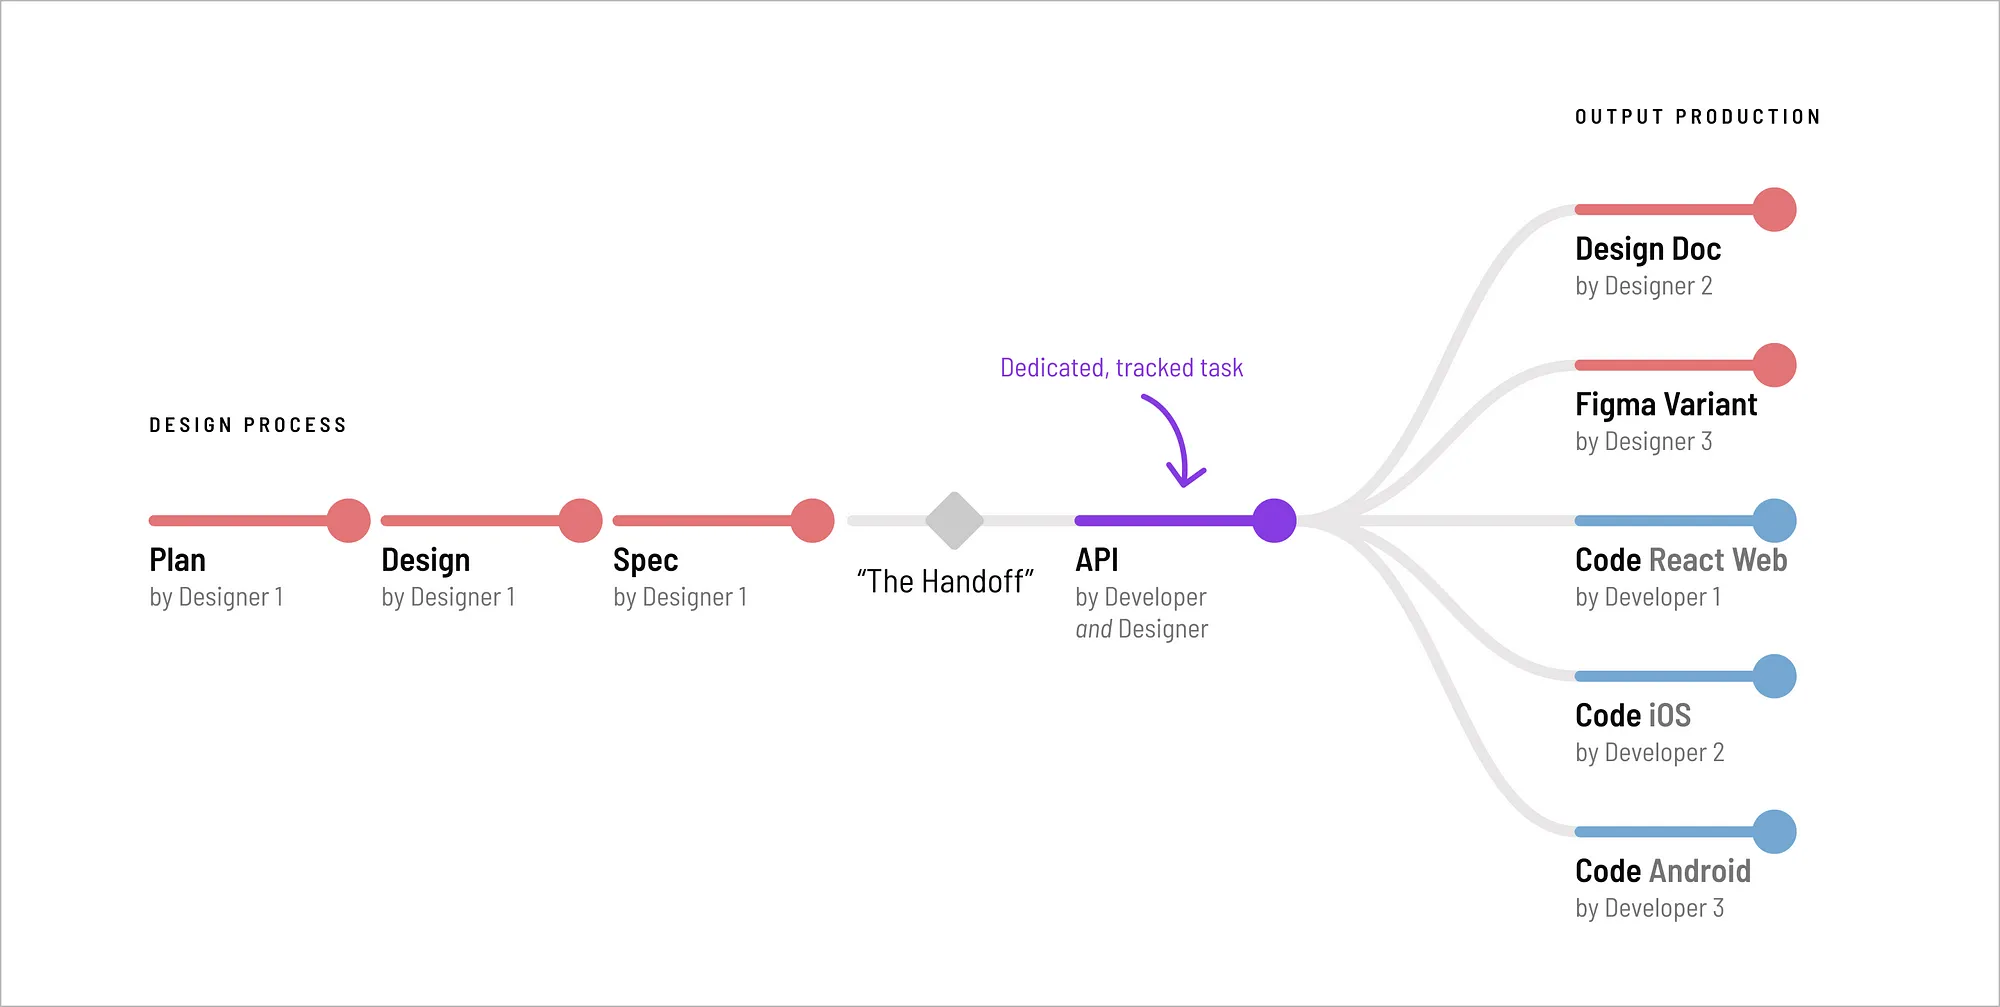 DESIGN PROCESS
Plan
by Designer 1
Design
by Designer 1
Spec
by Designer 1
“The Handoff”
Dedicated, tracked task
API
by Developer
and Designer
OUTPUT PRODUCTION
Design Doc
by Designer 2
Figma Variant
by Designer 3
Code React Web
by Developer 1
Code iOS
by Developer 2
Code Android
by Developer 3